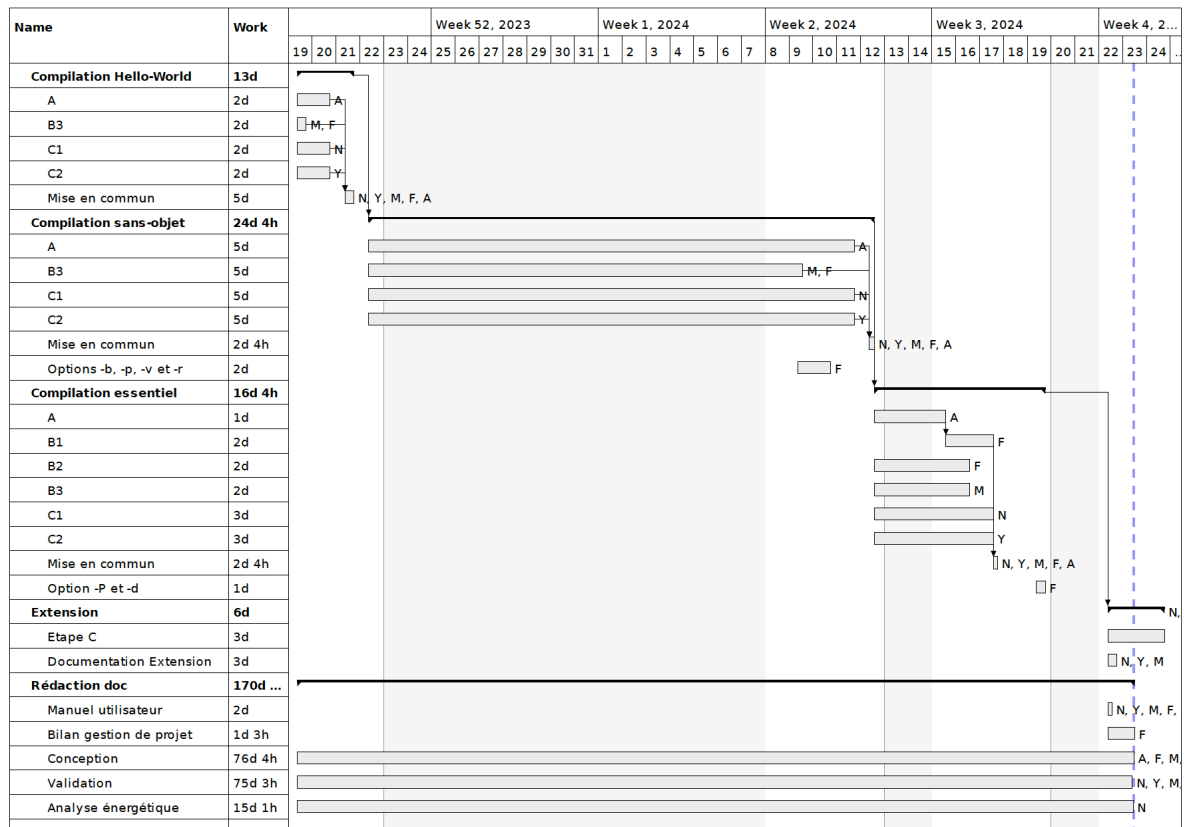 Name Work Week 52, 2023 Week 1, 2024 Week 2, 2024 Week 3, 2024 Week 4, 2...
19 20 21 22 23 24 25 26 27 28 29 30 31 1 2 3 4 5 6 7 8 9 10 11 12 13 14 15 16 17 18 19 20 21 22 23 24 ..
Compilation Hello-World 13d
A 2d A
B3 2d M, F
C1 2d N
C2 2d Y
Mise en commun 5d N, Y, M, F, A
Compilation sans-objet 24d 4h
A 5d A
B3 5d M, F
C1 5d N
C2 5d Y
Mise en commun 2d 4h N, Y, M, F, A
Options -b, -p, -v et -r 2d F
Compilation essentiel 16d 4h
A 1d A
B1 2d F
B2 2d F
B3 2d M
C1 3d N
C2 3d Y
Mise en commun 2d 4h N, Y, M, F, A
Option -P et -d 1d F
Extension 6d N,
Etape C 3d
Documentation Extension 3d N, Y, M
Rédaction doc 170d ...
Manuel utilisateur 2d N, Y, M, F,
Bilan gestion de projet 1d 3h F
Conception 76d 4h A, F, M,
Validation 75d 3h N, Y, M,
Analyse énergétique 15d 1h N